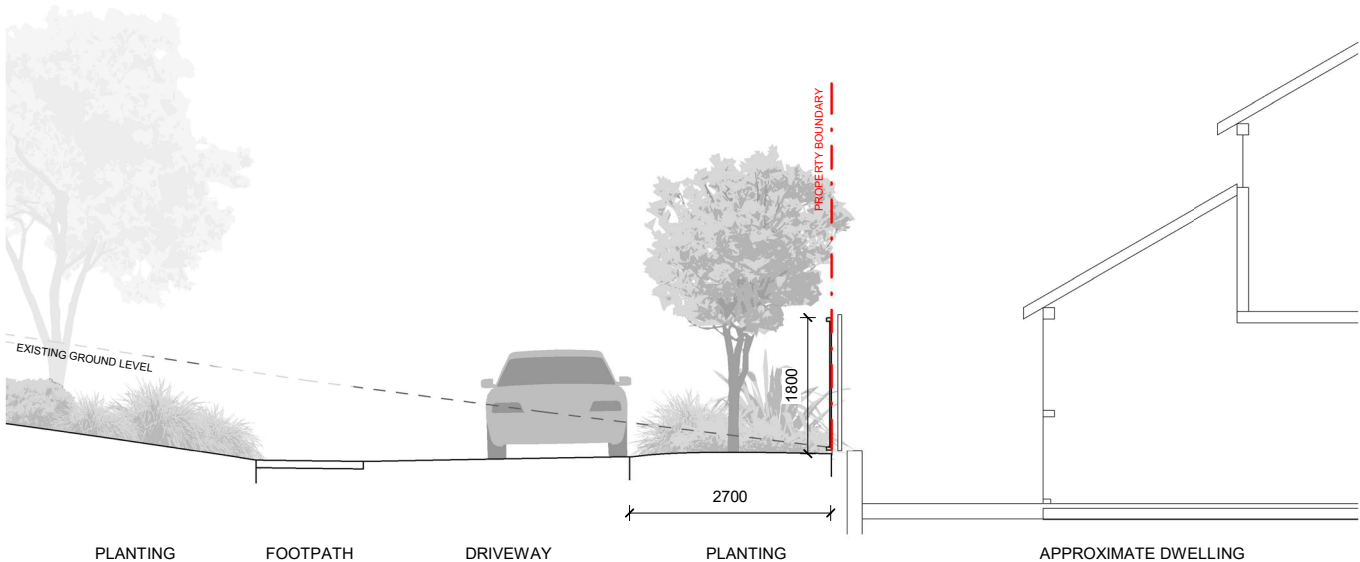 PROPERTY BOUNDARY
EXISTING GROUND LEVEL
1800
2700
PLANTING
FOOTPATH
DRIVEWAY
PLANTING
APPROXIMATE DWELLING